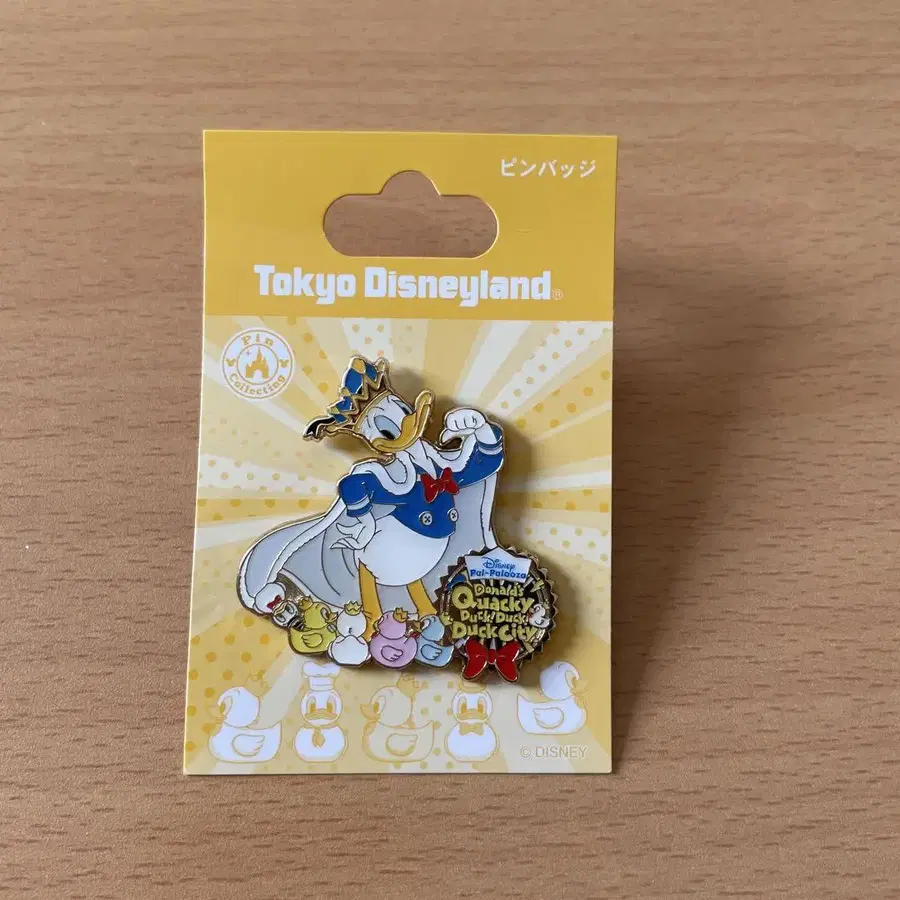 ピンバッジ
Tokyo Disneyland®
Pin
Collecting
Disney
Pal-Palooza
Donald's
Quacky
Duck/Duck/
Duck City
© DISNEY